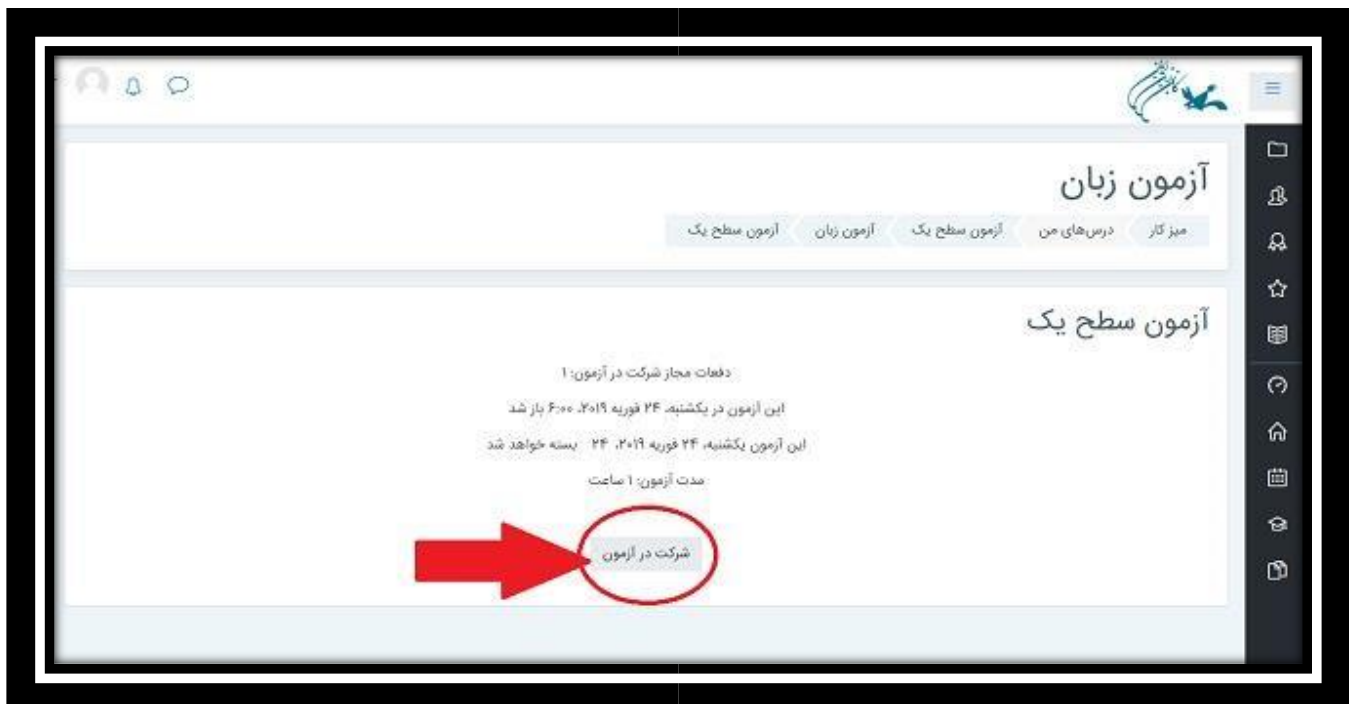 آزمون زبان
میز کار درس‌های من آزمون سطح یک آزمون زبان آزمون سطح یک
آزمون سطح یک
دفعات مجاز شرکت در آزمون: ۱
این آزمون در یکشنبه، ۲۴ فوریه ۲۰۱۹، ۶:۰۰ باز شد
این آزمون یکشنبه، ۲۴ فوریه ۲۰۱۹، ۲۴ بسته خواهد شد
مدت آزمون: ۱ ساعت
شرکت در آزمون